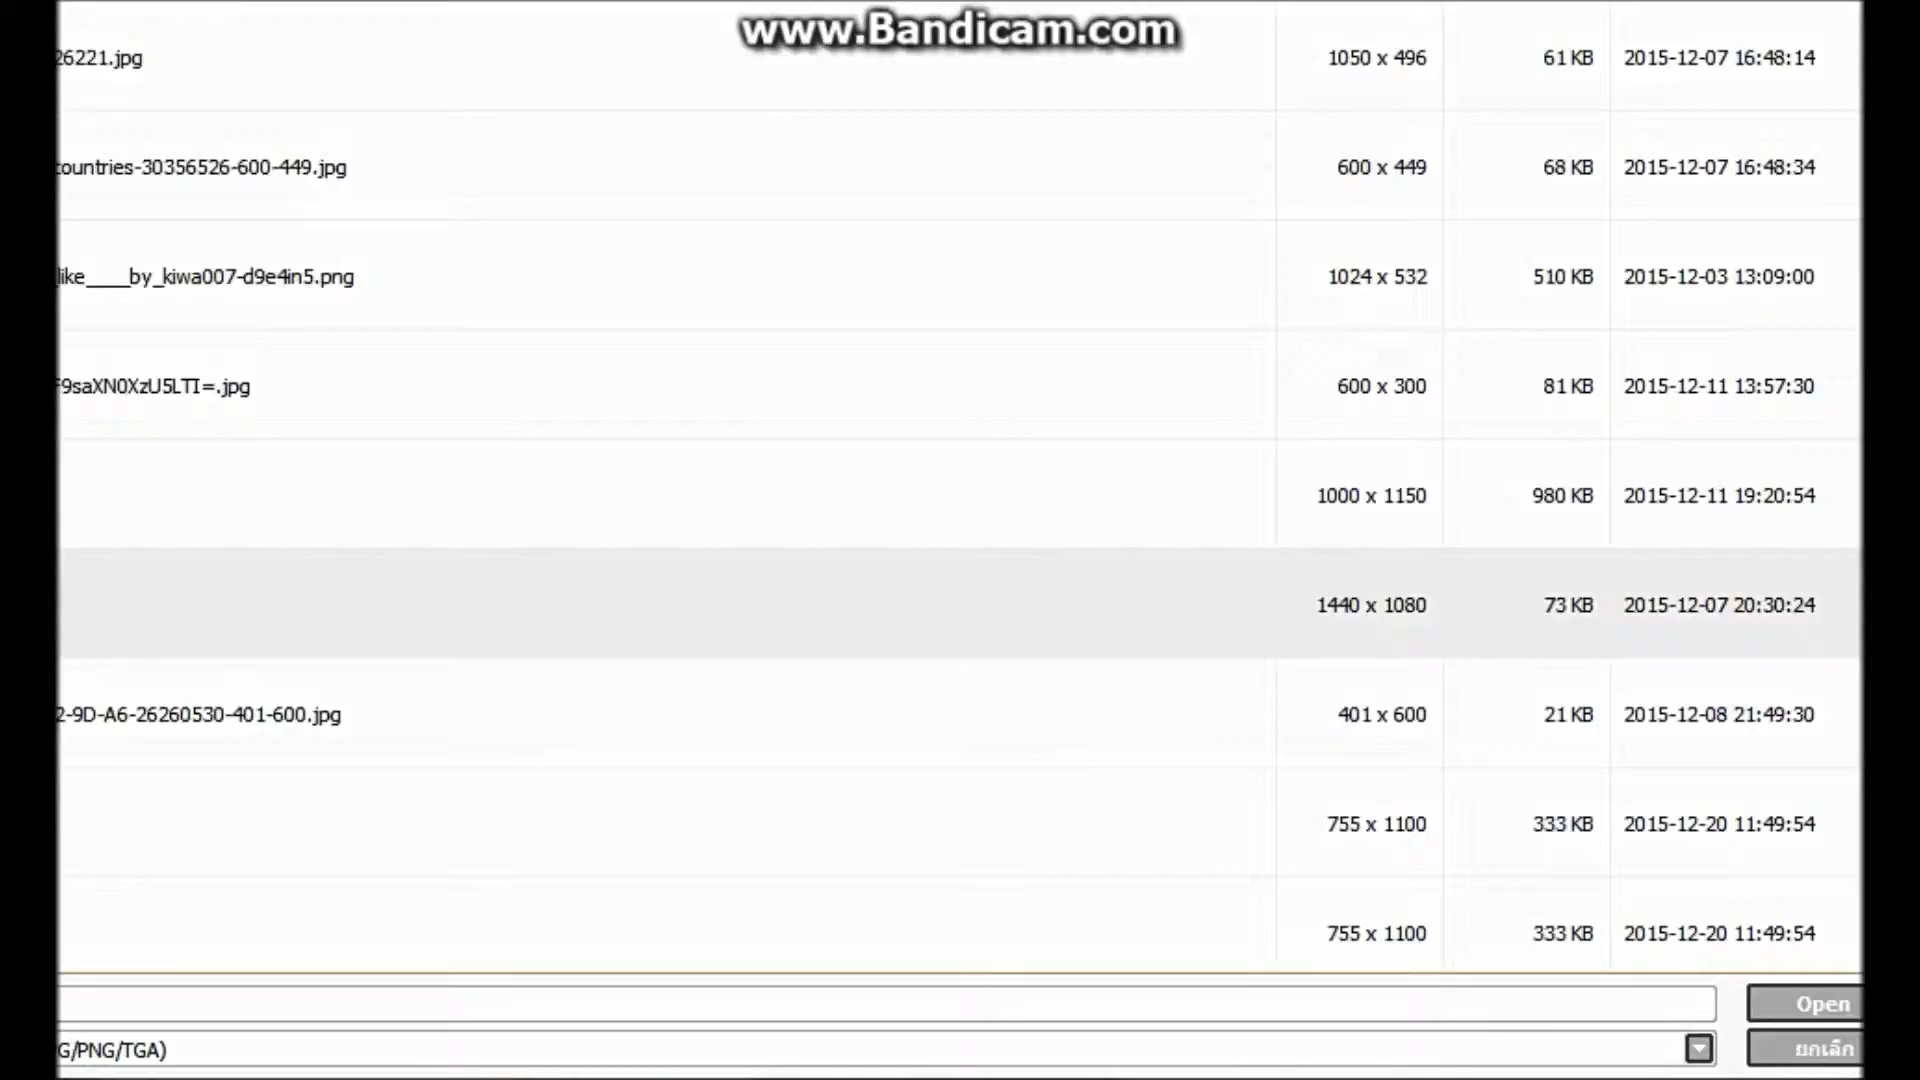 www.Bandicam.com
26221.jpg 1050 x 496 61 KB 2015-12-07 16:48:14
countries-30356526-600-449.jpg 600 x 449 68 KB 2015-12-07 16:48:34
like____by_kiwa007-d9e4in5.png 1024 x 532 510 KB 2015-12-03 13:09:00
F9saXN0XzU5LTI=.jpg 600 x 300 81 KB 2015-12-11 13:57:30
1000 x 1150 980 KB 2015-12-11 19:20:54
1440 x 1080 73 KB 2015-12-07 20:30:24
2-9D-A6-26260530-401-600.jpg 401 x 600 21 KB 2015-12-08 21:49:30
755 x 1100 333 KB 2015-12-20 11:49:54
755 x 1100 333 KB 2015-12-20 11:49:54
Open
G/PNG/TGA) ยกเลิก